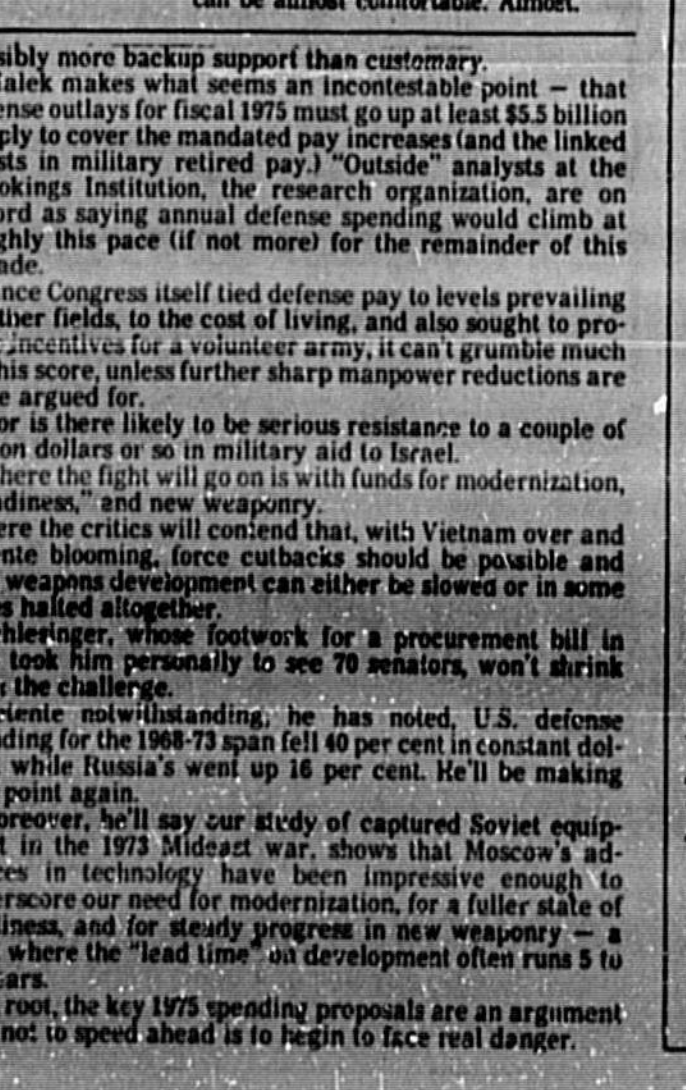 can be almost comfortable. Almost.
sibly more backup support than customary.
alek makes what seems an incontestable point — that
ense outlays for fiscal 1975 must go up at least $5.5 billion
ply to cover the mandated pay increases (and the linked
sts in military retired pay.) "Outside" analysts at the
okings Institution, the research organization, are on
ord as saying annual defense spending would climb at
ghly this pace (if not more) for the remainder of this
ade.
nce Congress itself tied defense pay to levels prevailing
ther fields, to the cost of living, and also sought to pro-
incentives for a volunteer army, it can't grumble much
his score, unless further sharp manpower reductions are
e argued for.
or is there likely to be serious resistance to a couple of
on dollars or so in military aid to Israel.
here the fight will go on is with funds for modernization,
adiness," and new weaponry.
ere the critics will contend that, with Vietnam over and
nte blooming, force cutbacks should be possible and
weapons development can either be slowed or in some
es halted altogether.
hlesinger, whose footwork for a procurement bill in
took him personally to see 70 senators, won't shrink
the challenge.
etente notwithstanding, he has noted, U.S. defense
nding for the 1968-73 span fell 40 per cent in constant dol-
while Russia's went up 16 per cent. He'll be making
point again.
oreover, he'll say our study of captured Soviet equip-
t in the 1973 Mideast war, shows that Moscow's ad-
ces in technology have been impressive enough to
erscore our need for modernization, for a fuller state of
liness, and for steady progress in new weaponry — a
where the "lead time" on development often runs 5 to
ears.
root, the key 1975 spending proposals are an argument
not to speed ahead is to begin to face real danger.